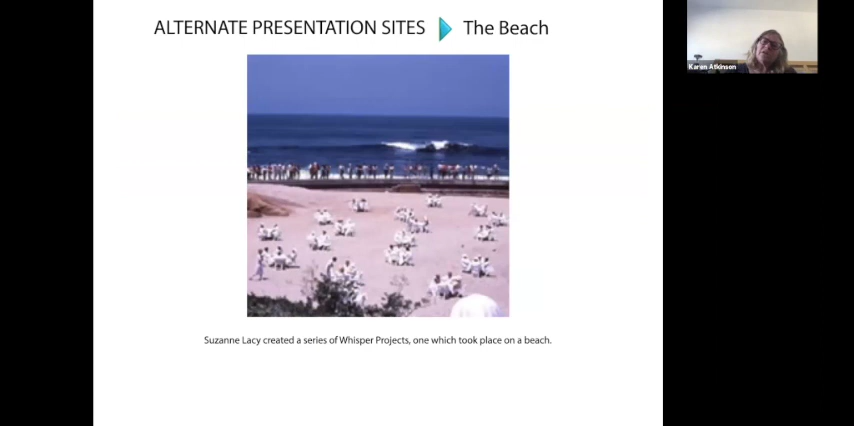 ALTERNATE PRESENTATION SITES The Beach
Karen Atkinson
Suzanne Lacy created a series of Whisper Projects, one which took place on a beach.